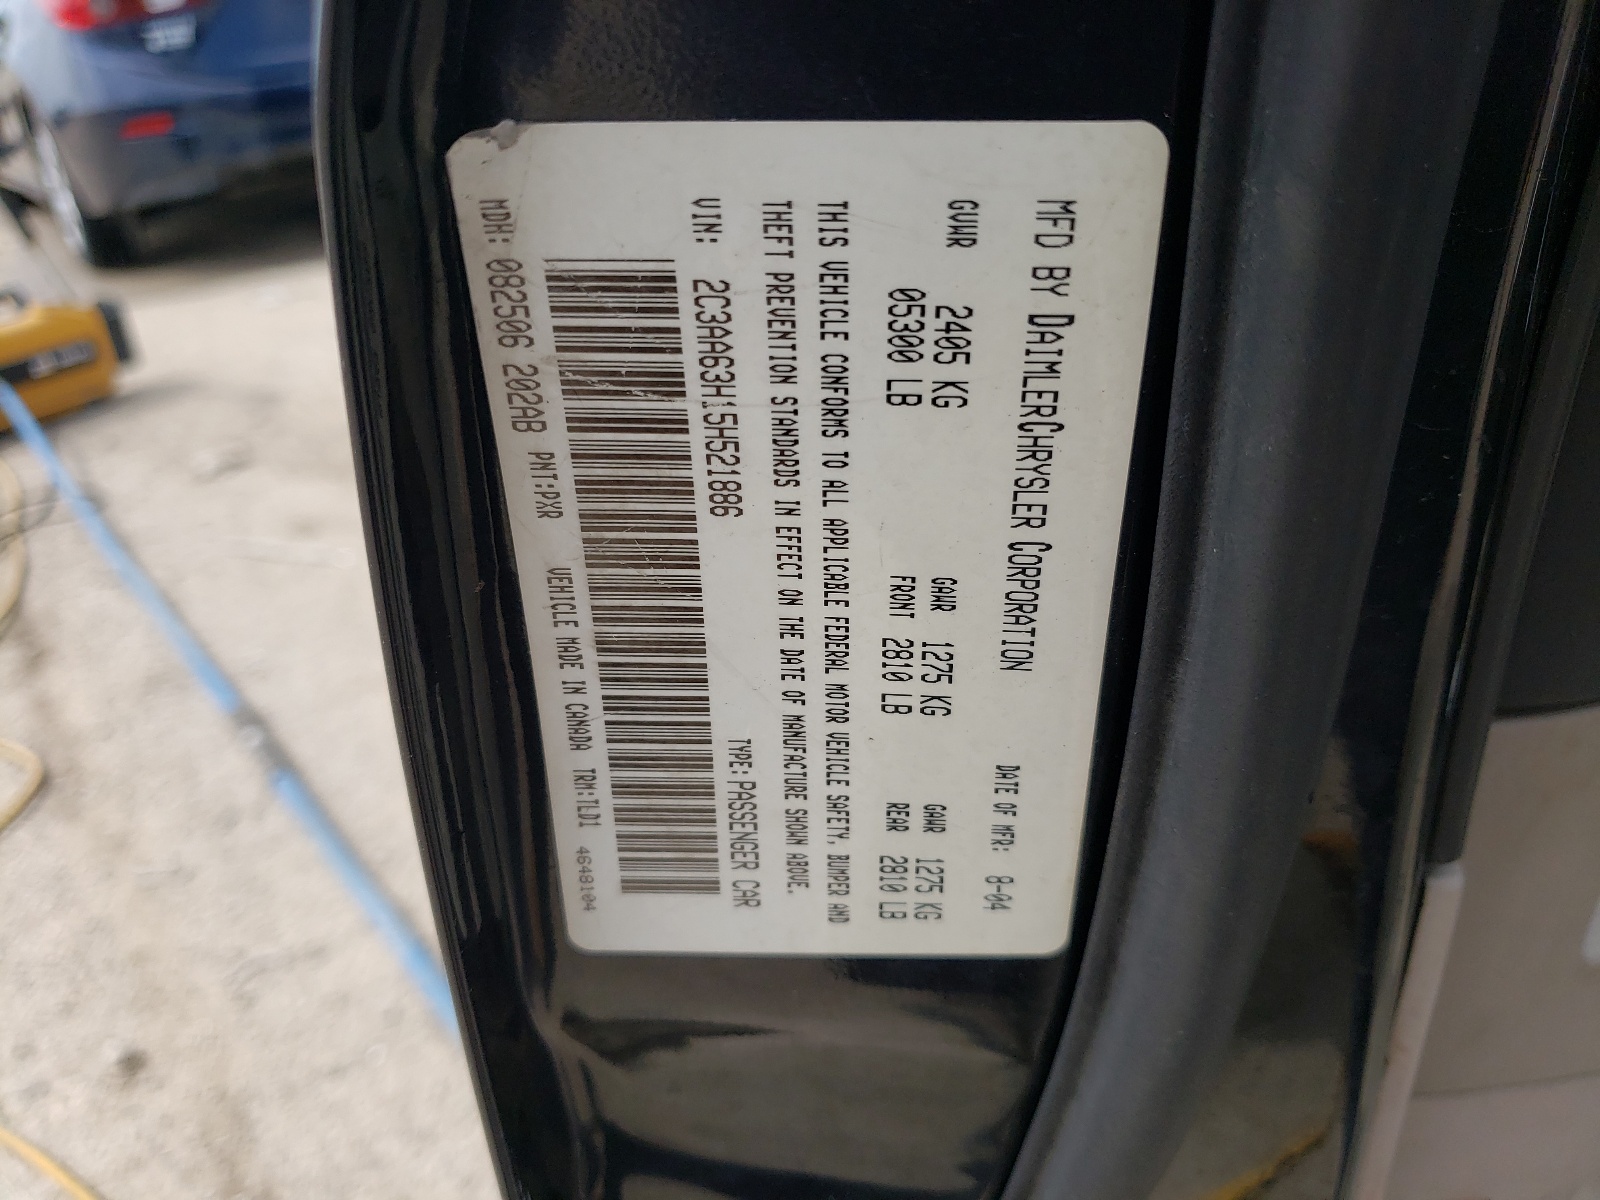 MFD BY DAIMLERCHRYSLER CORPORATION DATE OF MFR: 8-04
GVWR 2405 KG GAWR 1275 KG GAWR 1275 KG
05300 LB FRONT 2810 LB REAR 2810 LB
THIS VEHICLE CONFORMS TO ALL APPLICABLE FEDERAL MOTOR VEHICLE SAFETY, BUMPER AND
THEFT PREVENTION STANDARDS IN EFFECT ON THE DATE OF MANUFACTURE SHOWN ABOVE.
VIN: 2C3AA63H15H521886 TYPE: PASSENGER CAR
MDH: 082506 202AB PNT:PXR VEHICLE MADE IN CANADA TRM:TLD1 4648104